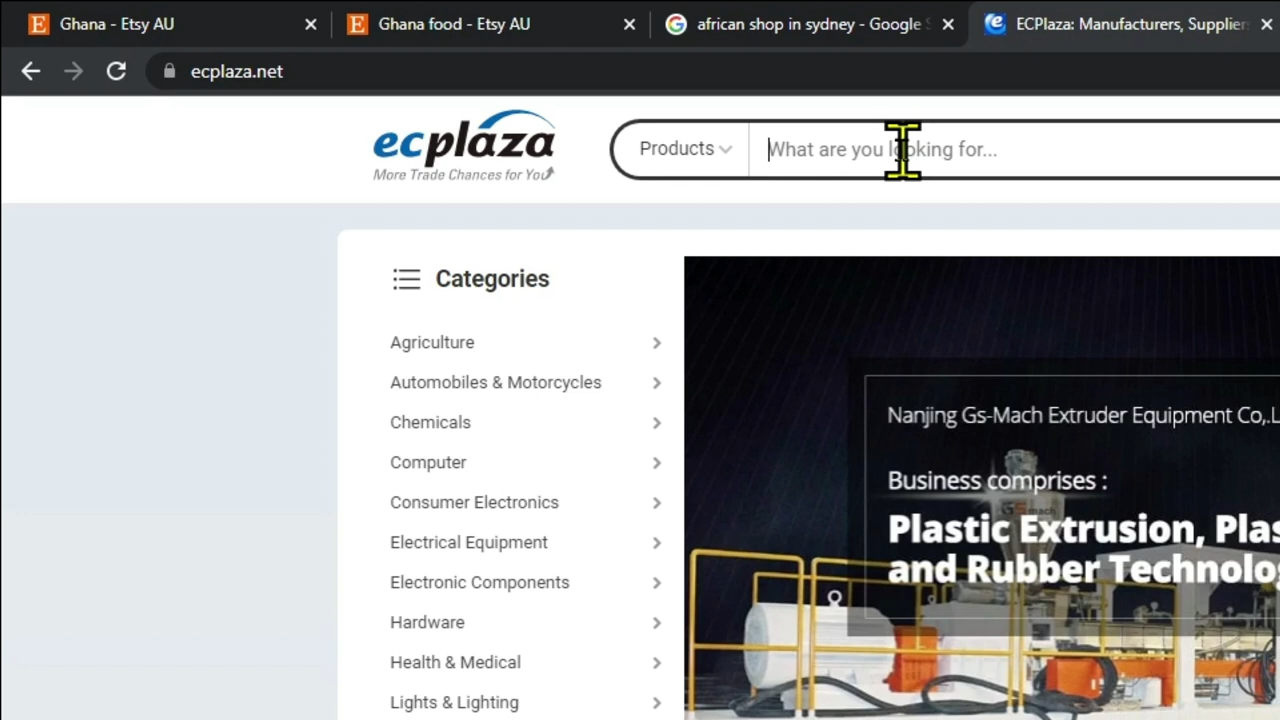 Ghana - Etsy AU
Ghana food - Etsy AU
african shop in sydney - Google
ECPlaza: Manufacturers, Supplier
ecplaza.net
ecplaza
More Trade Chances for You
Products
What are you looking for...
Categories
Agriculture
Automobiles & Motorcycles
Chemicals
Computer
Consumer Electronics
Electrical Equipment
Electronic Components
Hardware
Health & Medical
Lights & Lighting
Nanjing Gs-Mach Extruder Equipment Co,.L
Business comprises :
GS mach
Plastic Extrusion, Plas
and Rubber Technolo